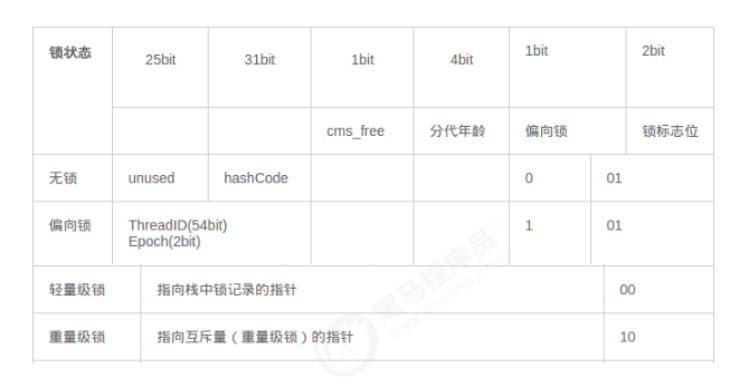 锁状态 25bit 31bit 1bit 4bit 1bit 2bit
cms_free 分代年龄 偏向锁 锁标志位
无锁 unused hashCode 0 01
偏向锁 ThreadID(54bit) 1 01
Epoch(2bit)
轻量级锁 指向栈中锁记录的指针 00
重量级锁 指向互斥量（重量级锁）的指针 10
黑马程序员
www.itheima.com